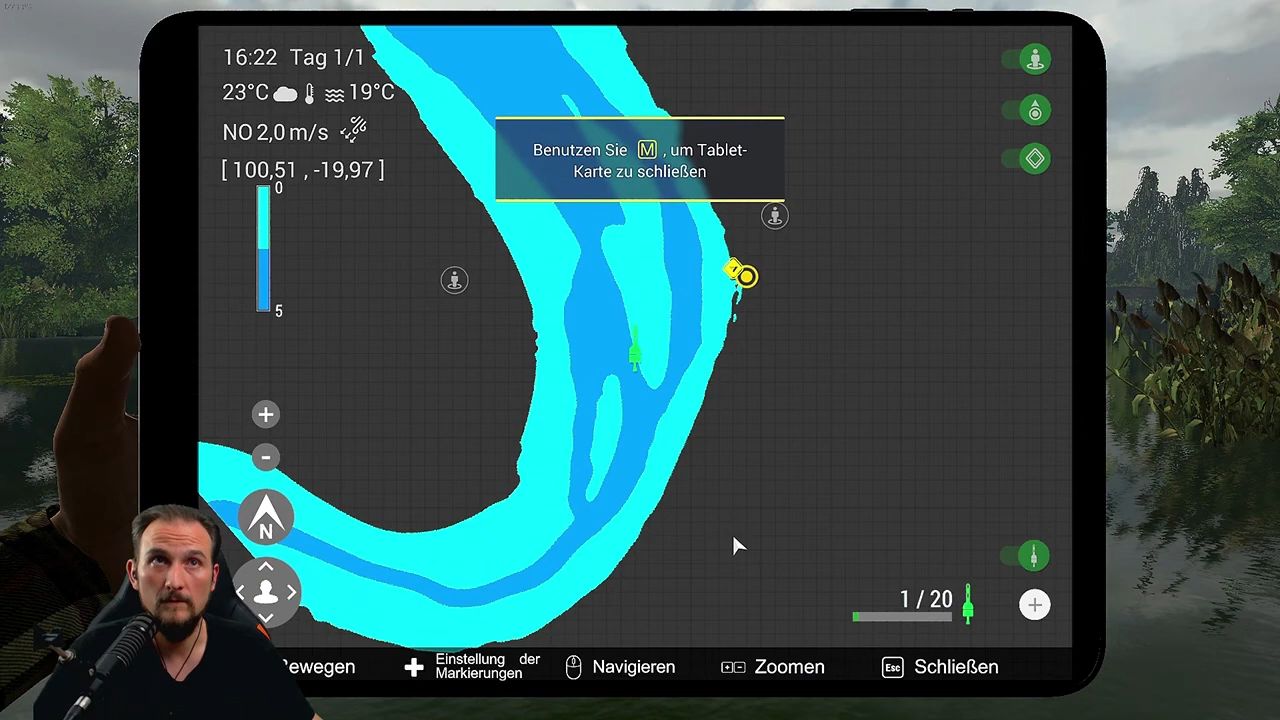 16:22 Tag 1/1
23°C 19°C
NO 2,0 m/s
[ 100,51 , -19,97 ]
0
5
Benutzen Sie M , um Tablet-
Karte zu schließen
+
-
N
1 / 20
+
Bewegen
Einstellung der
Markierungen
Navigieren
Zoomen
Esc Schließen